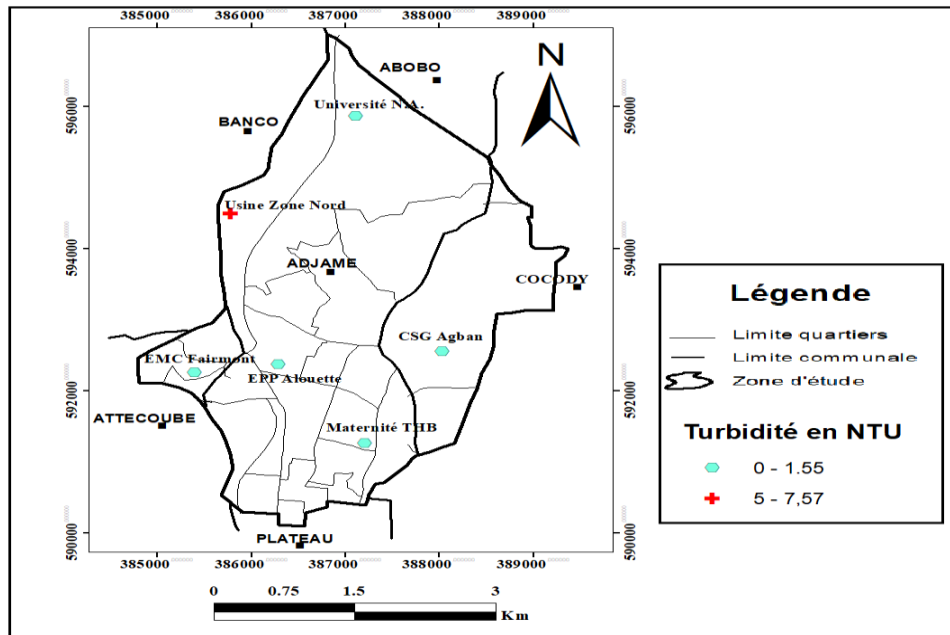 385000 386000 387000 388000 389000
ABOBO
N
Université N.A.
BANCO
596000
596000
Usine Zone Nord
594000
ADJAME
COCODY
594000
CSG Agban
EMC Fairmont
EPP Alouette
592000
592000
ATTECOUBE
Maternité THB
590000
PLATEAU
590000
385000 386000 387000 388000 389000
0 0.75 1.5 3
Km
Légende
Limite quartiers
Limite communale
Zone d'étude
Turbidité en NTU
0 - 1.55
5 - 7,57